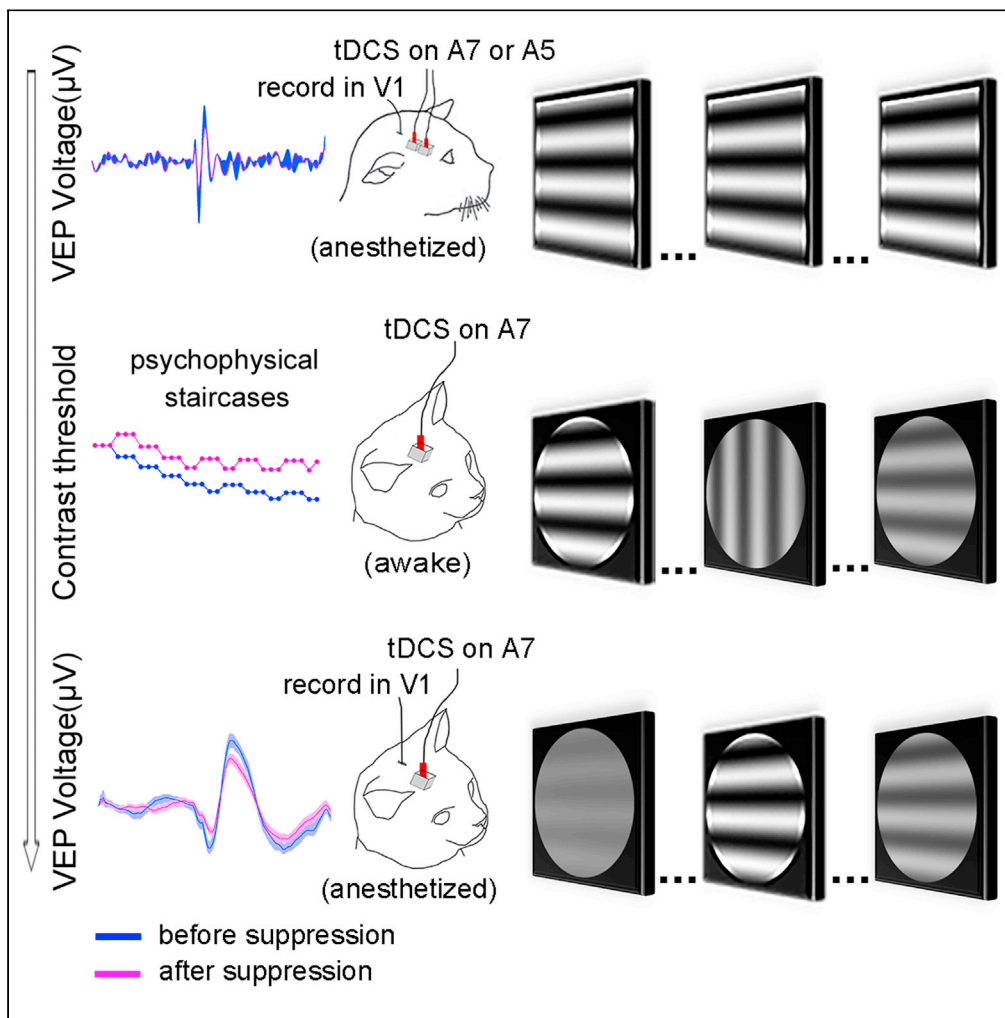 VEP Voltage(μV)
tDCS on A7 or A5
record in V1
(anesthetized)
...
...
Contrast threshold
psychophysical
staircases
tDCS on A7
(awake)
...
...
VEP Voltage(μV)
tDCS on A7
record in V1
(anesthetized)
...
...
before suppression
after suppression